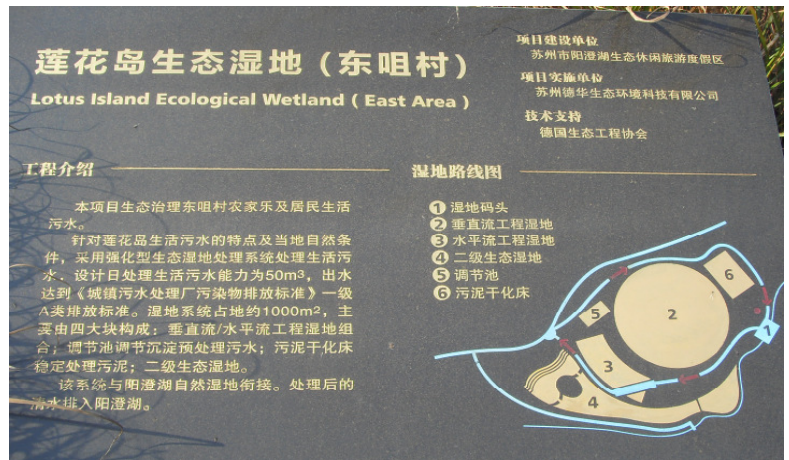 莲花岛生态湿地（东咀村）
Lotus Island Ecological Wetland ( East Area )
项目建设单位
苏州市阳澄湖生态休闲旅游度假区
项目实施单位
苏州德华生态环境科技有限公司
技术支持
德国生态工程协会
工程介绍
本项目生态治理东咀村农家乐及居民生活
污水。
针对莲花岛生活污水的特点及当地自然条
件，采用强化型生态湿地处理系统处理生活污
水．设计日处理生活污水能力为50m³，出水
达到《城镇污水处理厂污染物排放标准》一级
A类排放标准。湿地系统占地约1000m²，主
要由四大块构成：垂直流/水平流工程湿地组
合；调节池调节沉淀预处理污水；污泥干化床
稳定处理污泥；二级生态湿地。
该系统与阳澄湖自然湿地衔接。处理后的
清水排入阳澄湖。
湿地路线图
1 湿地码头
2 垂直流工程湿地
3 水平流工程湿地
4 二级生态湿地
5 调节池
6 污泥干化床
6
2
5
1
3
4